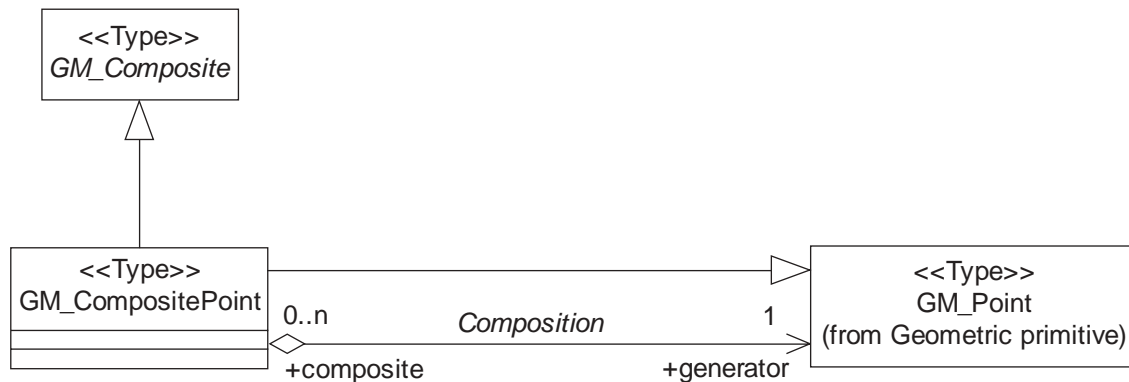 <<Type>>
GM_Composite
<<Type>>
GM_CompositePoint
0..n
Composition
1
+composite
+generator
<<Type>>
GM_Point
(from Geometric primitive)